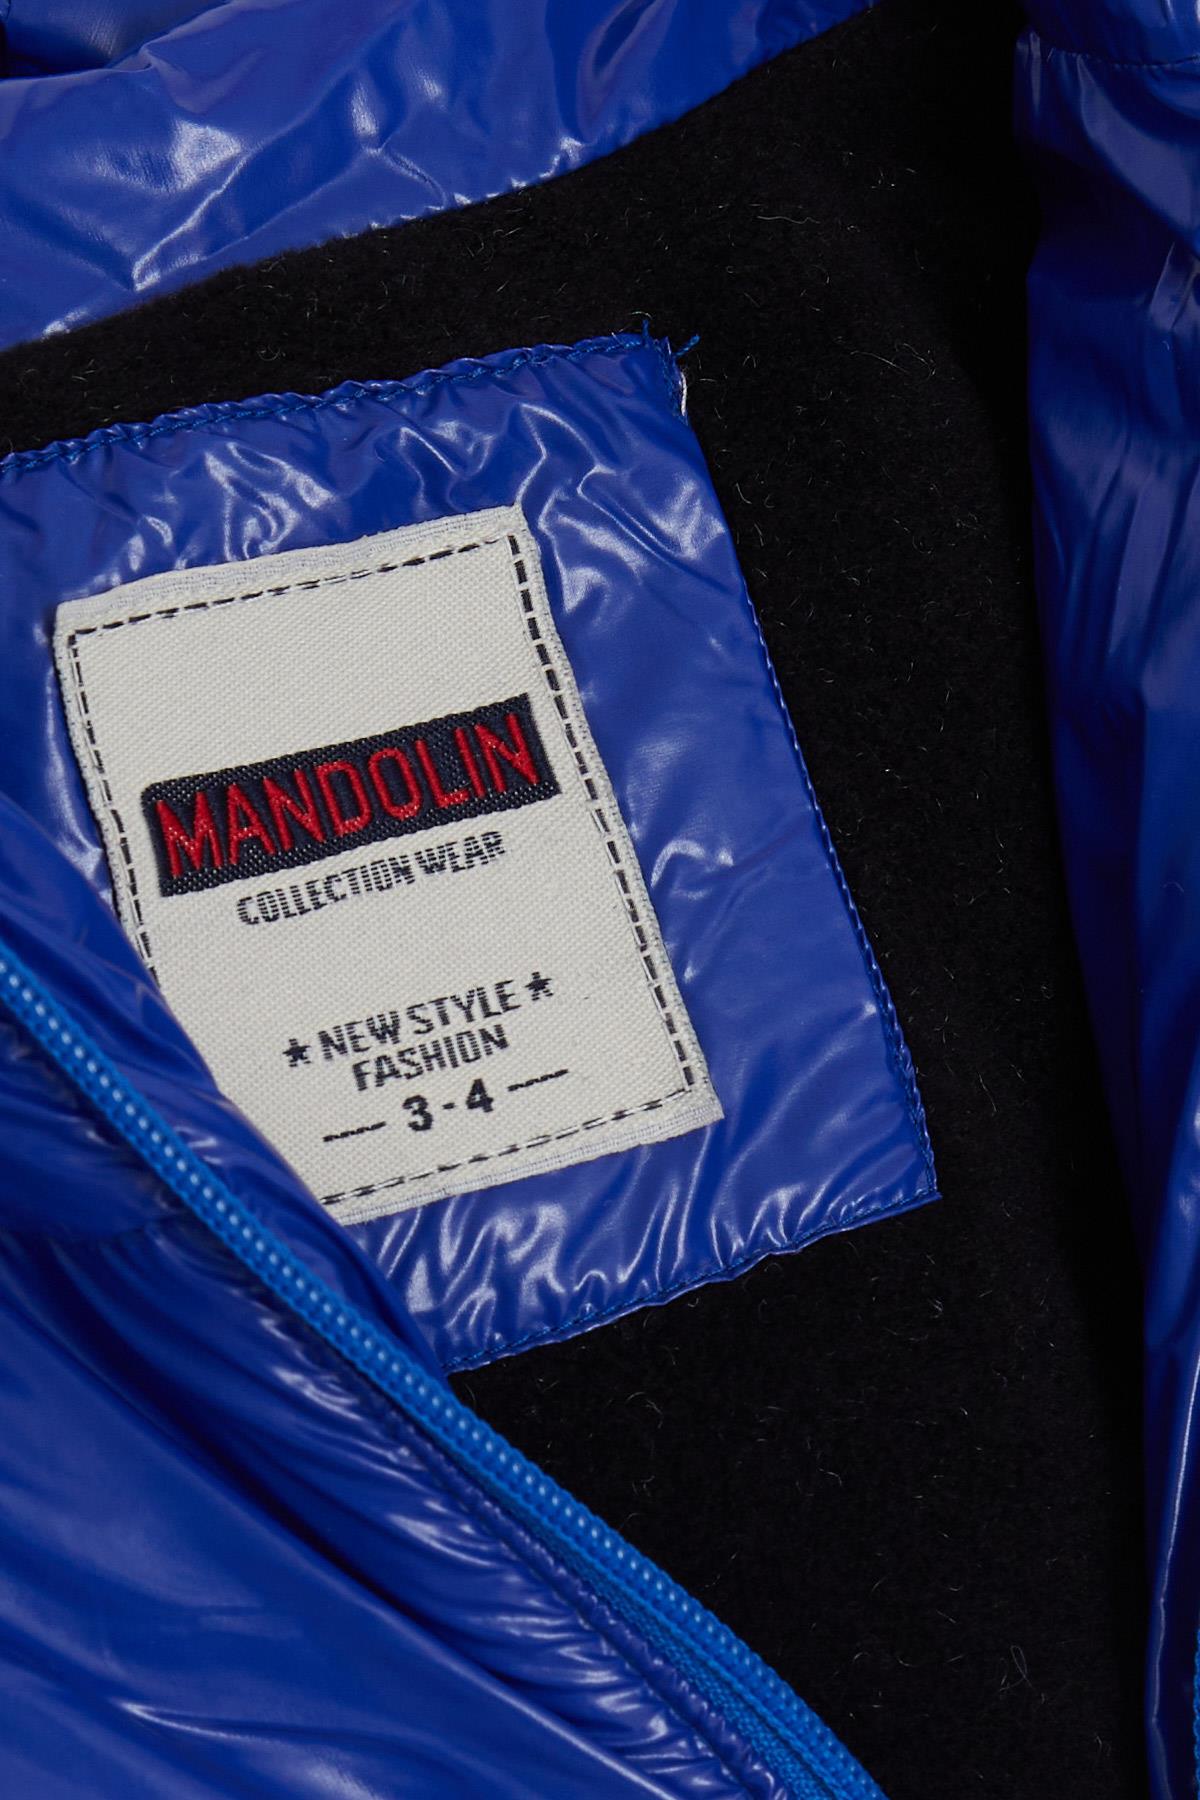 MANDOLIN
COLLECTION WEAR
★ NEW STYLE ★
FASHION
— 3-4 —